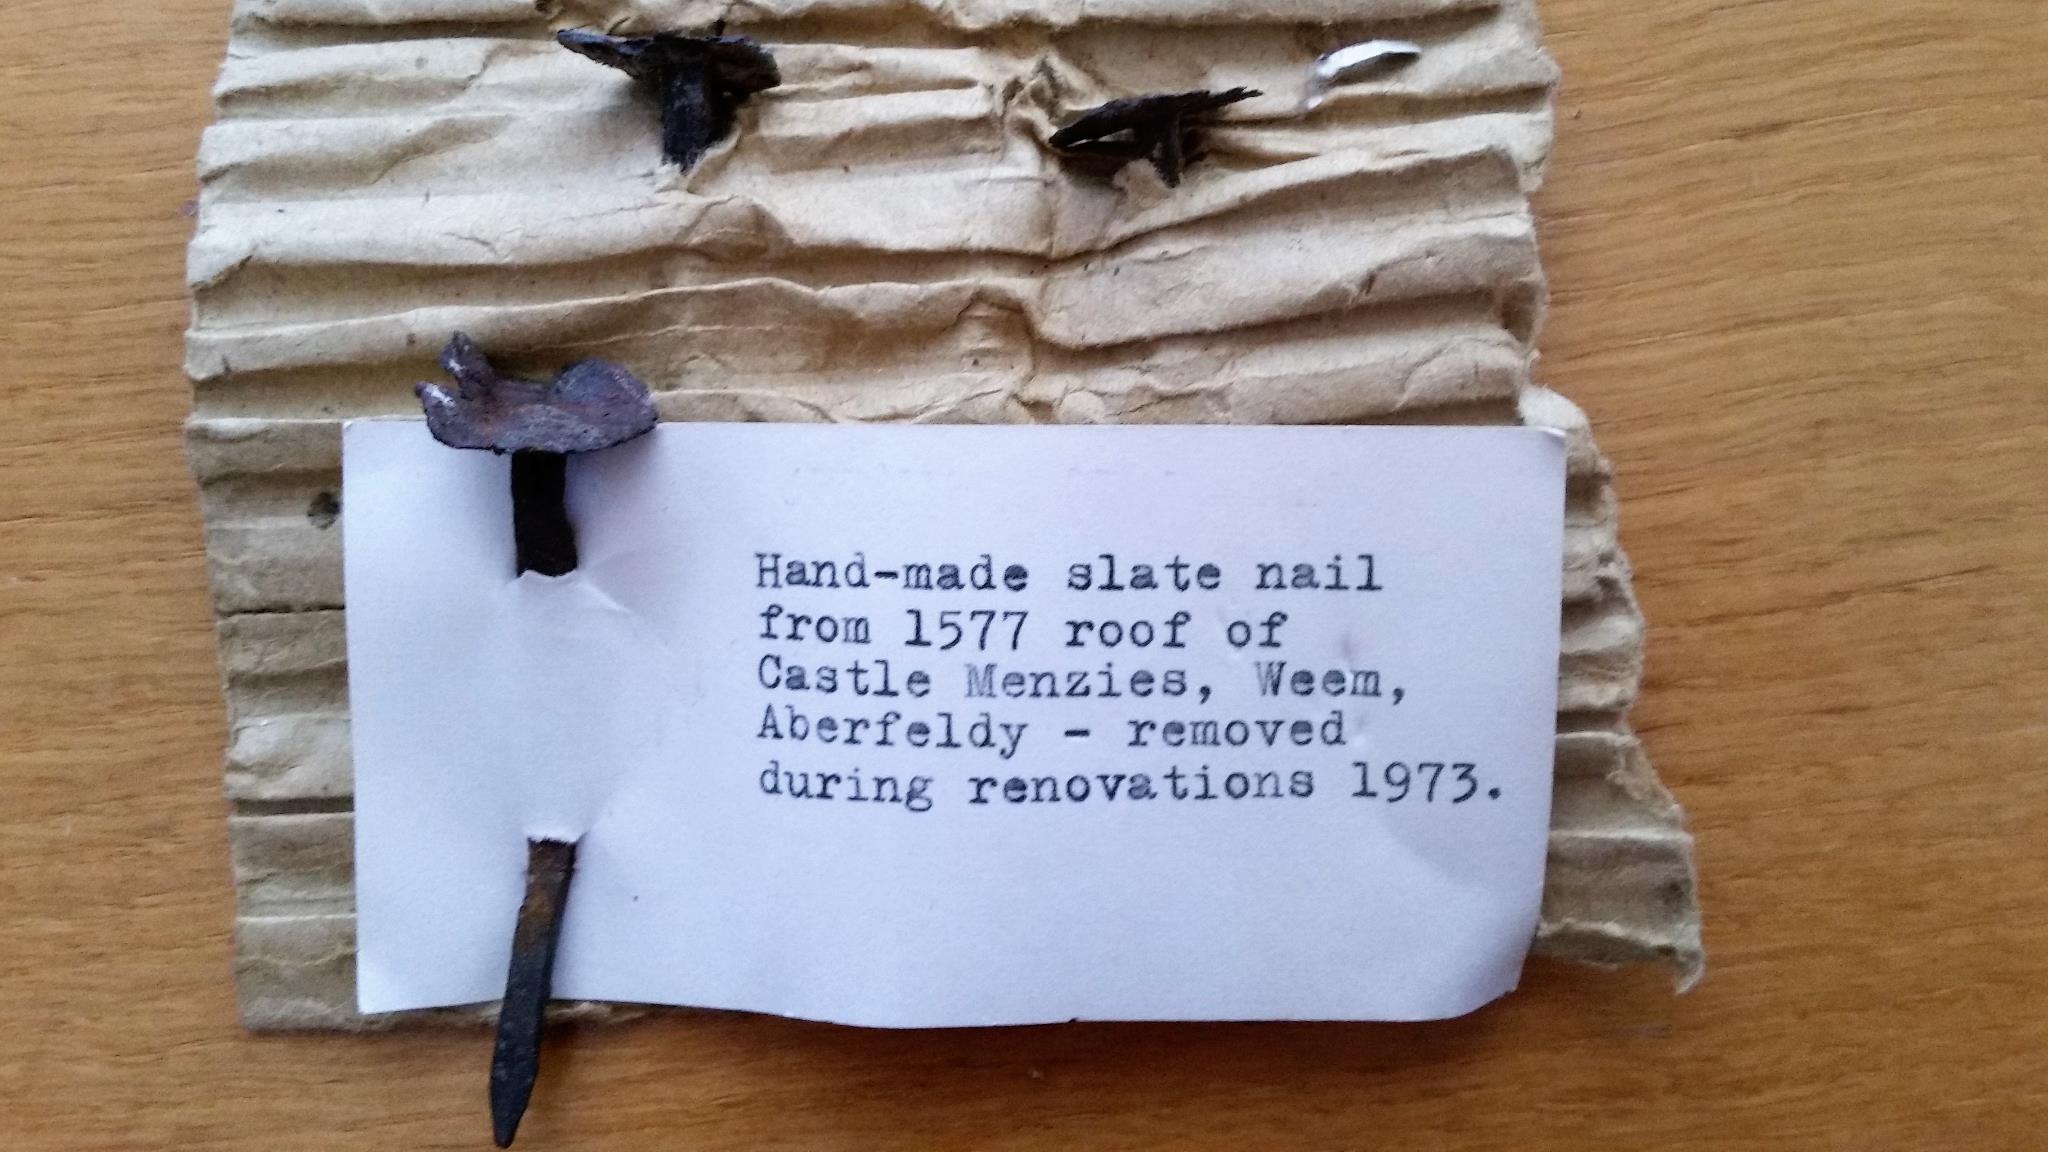 Hand-made slate nail
from 1577 roof of
Castle Menzies, Weem,
Aberfeldy - removed
during renovations 1973.